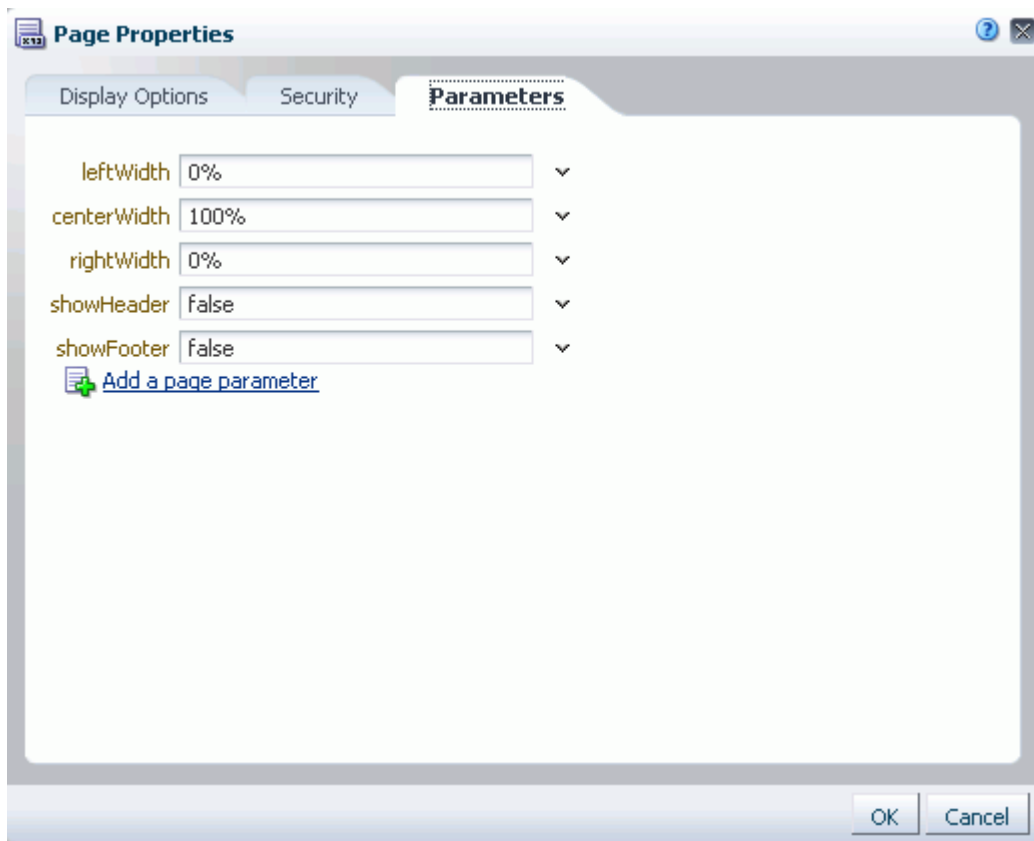 Page Properties
Display Options Security Parameters
leftWidth 0%
centerWidth 100%
rightWidth 0%
showHeader false
showFooter false
Add a page parameter
OK Cancel